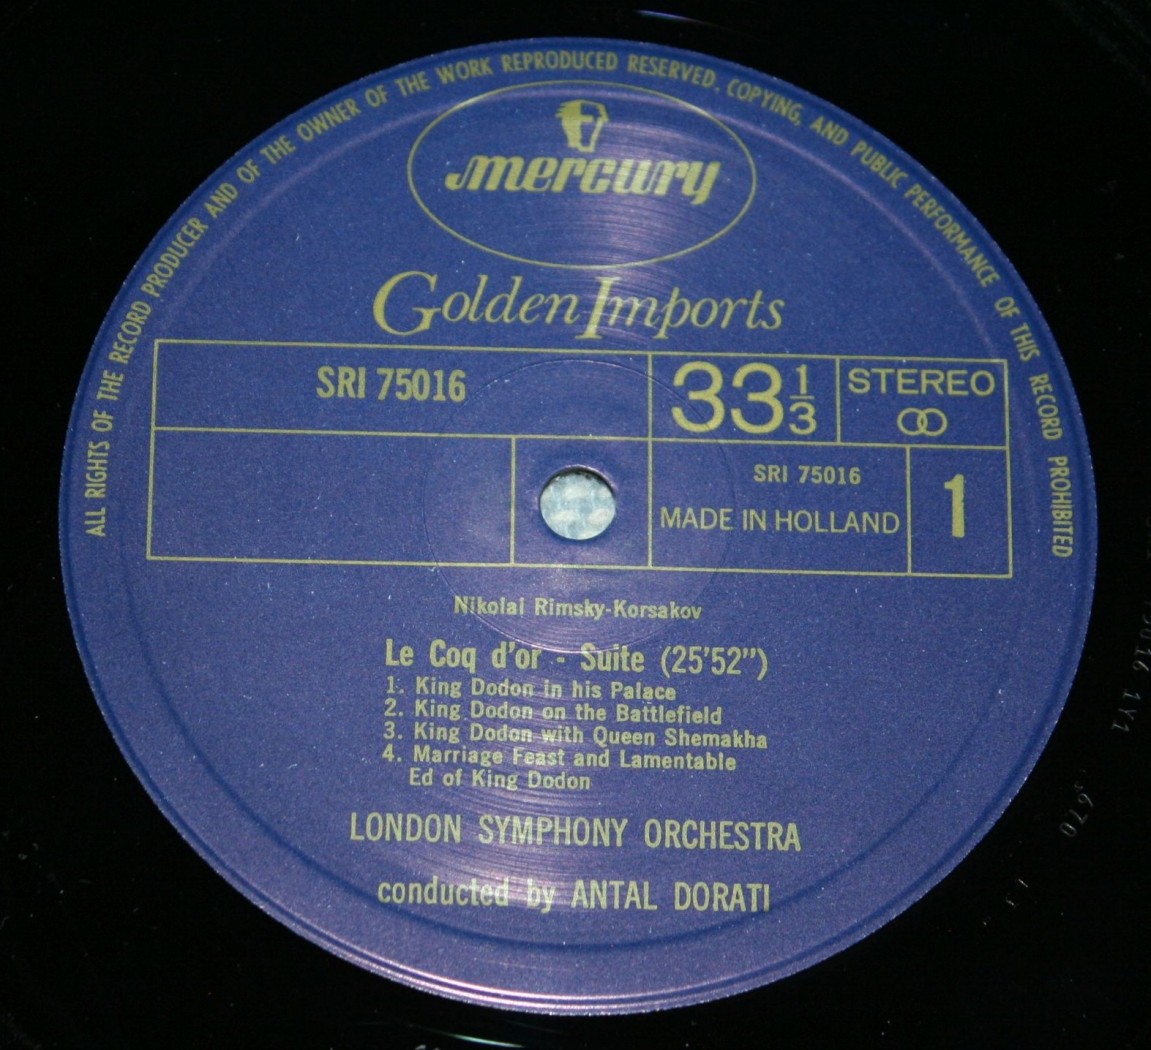 ALL RIGHTS OF THE RECORD PRODUCER AND OF THE OWNER OF THE WORK REPRODUCED RESERVED. COPYING, AND PUBLIC PERFORMANCE OF THIS RECORD PROHIBITED
mercury
Golden Imports
SRI 75016
33 1/3
STEREO
SRI 75016
MADE IN HOLLAND
1
Nikolai Rimsky-Korsakov
Le Coq d'or - Suite (25'52")
1. King Dodon in his Palace
2. King Dodon on the Battlefield
3. King Dodon with Queen Shemakha
4. Marriage Feast and Lamentable
Ed of King Dodon
LONDON SYMPHONY ORCHESTRA
conducted by ANTAL DORATI
670